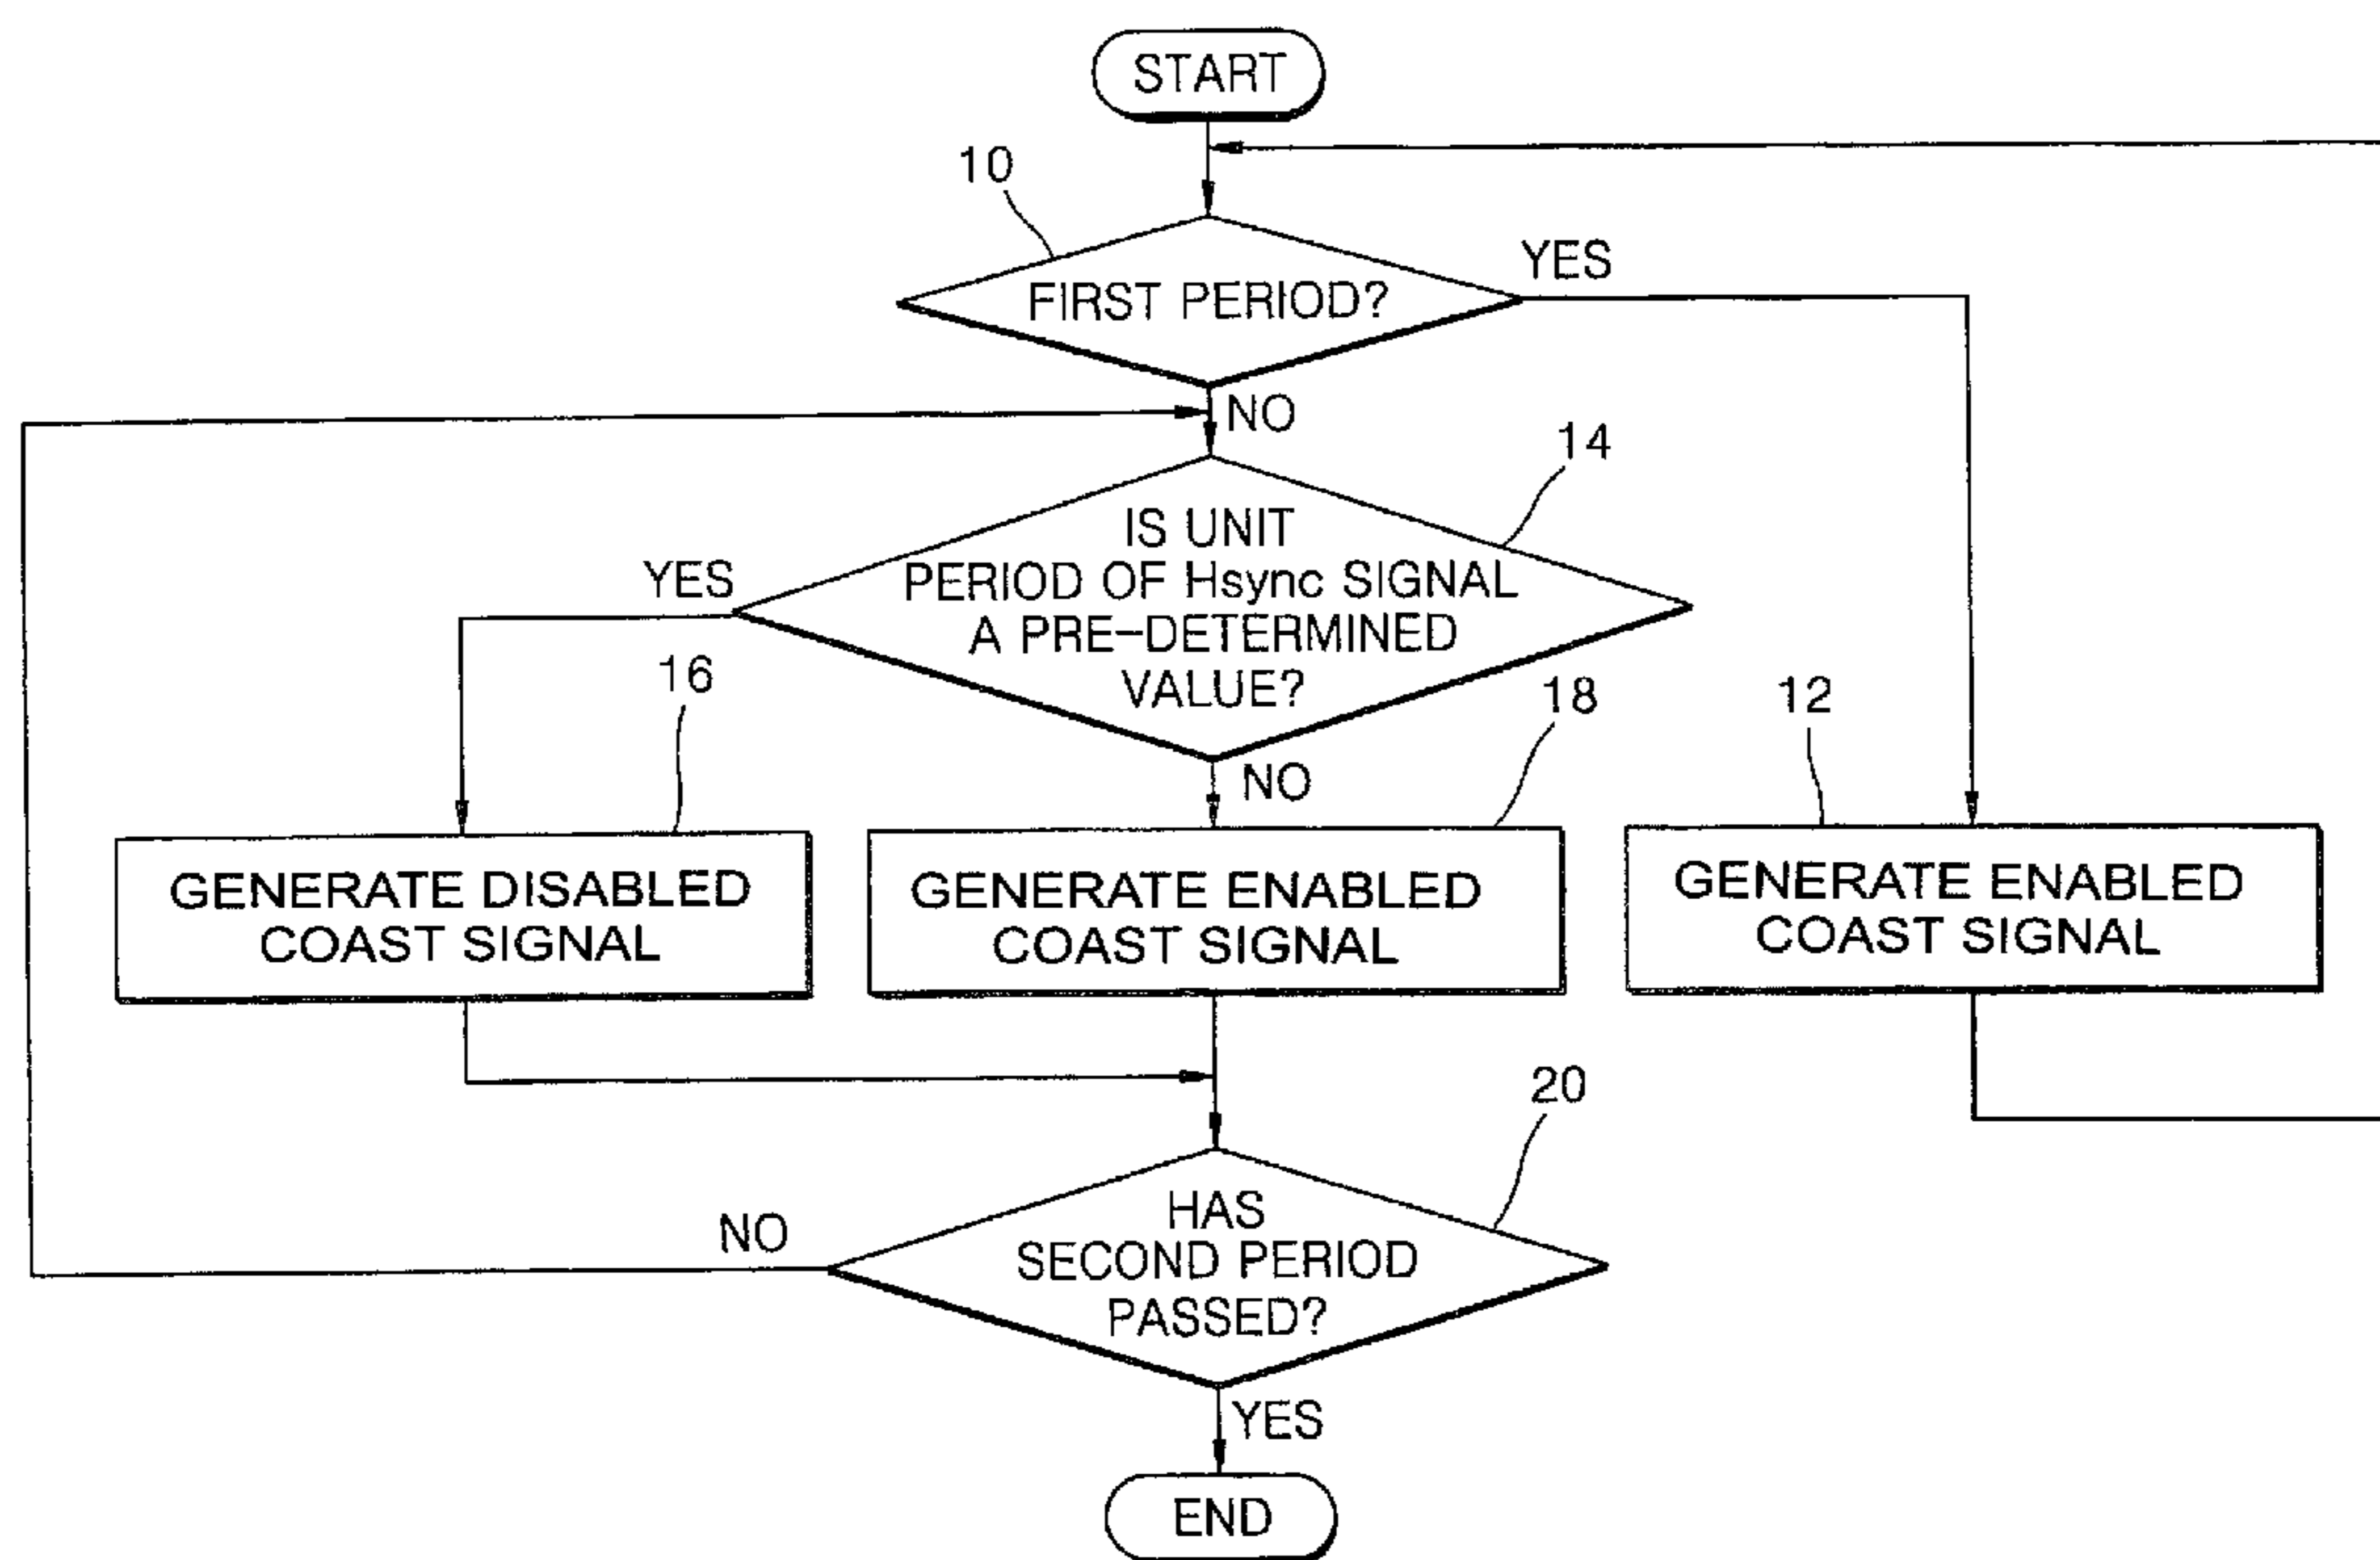 START
10
FIRST PERIOD?
YES
NO
14
IS UNIT
PERIOD OF Hsync SIGNAL
A PRE-DETERMINED
VALUE?
YES
NO
16
GENERATE DISABLED
COAST SIGNAL
18
GENERATE ENABLED
COAST SIGNAL
12
GENERATE ENABLED
COAST SIGNAL
20
HAS
SECOND PERIOD
PASSED?
NO
YES
END